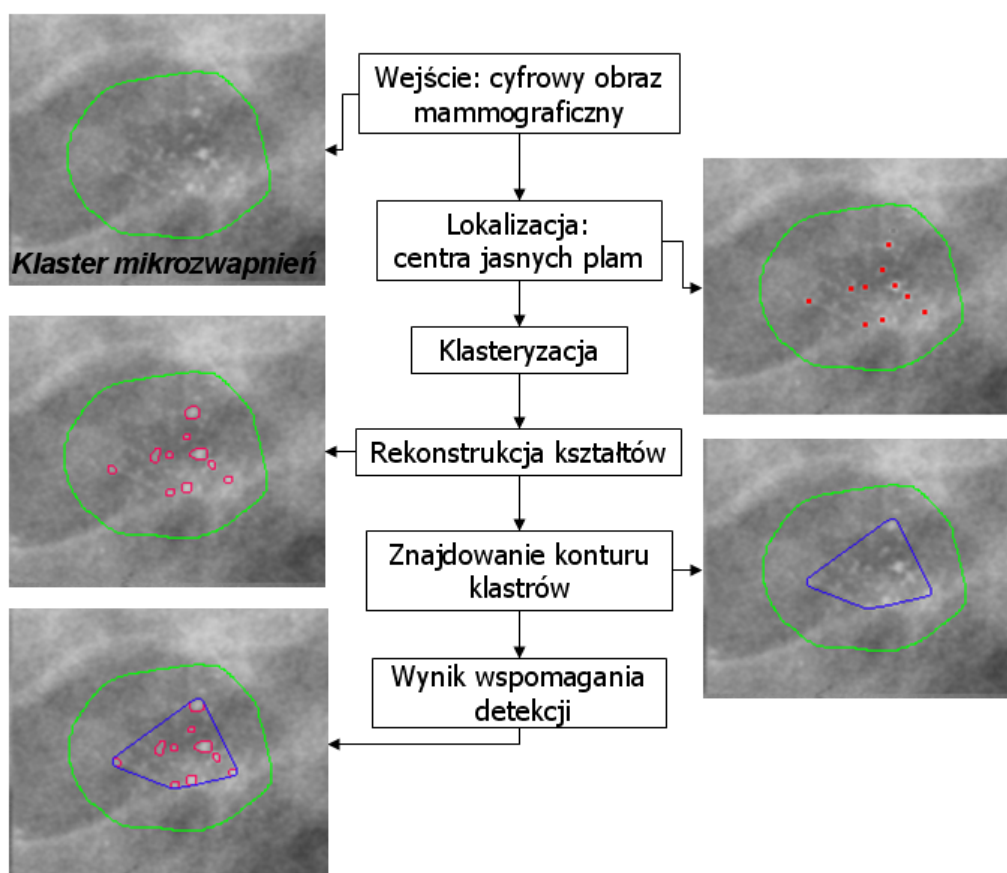 Wejście: cyfrowy obraz
mammograficzny
Klaster mikrozwapnień
Lokalizacja:
centra jasnych plam
Klasteryzacja
Rekonstrukcja kształtów
Znajdowanie konturu
klastrów
Wynik wspomagania
detekcji